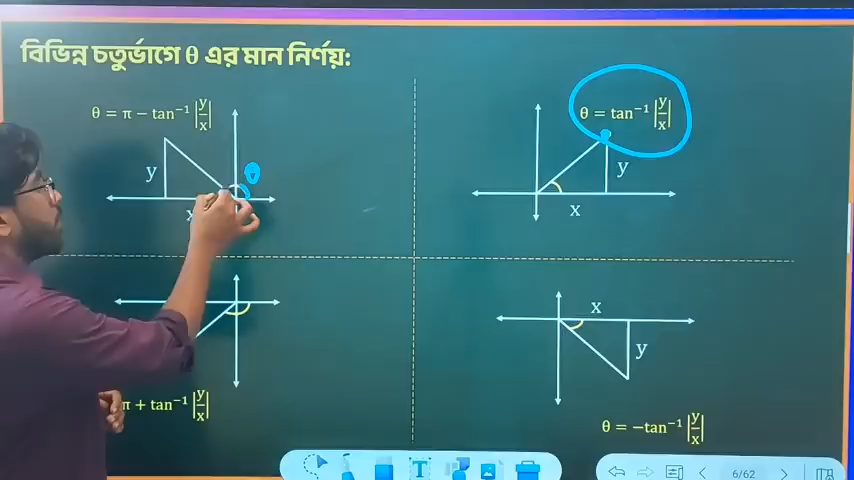 বিভিন্ন চতুর্ভাগে θ এর মান নির্ণয়:
θ = π − tan⁻¹ |y/x|
y
x
θ
θ = tan⁻¹ |y/x|
y
x
π + tan⁻¹ |y/x|
x
y
θ = −tan⁻¹ |y/x|
T
6/62